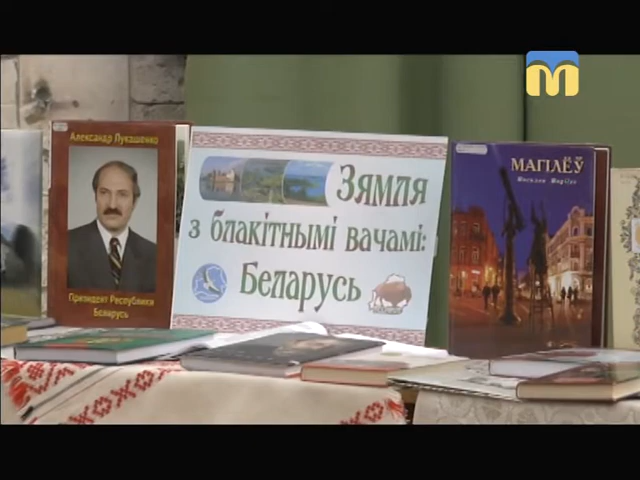 М
Александр Лукашенко
Президент Республики
Беларусь
Зямля
з блакітнымі вачамі:
Беларусь
МАГІЛЁЎ